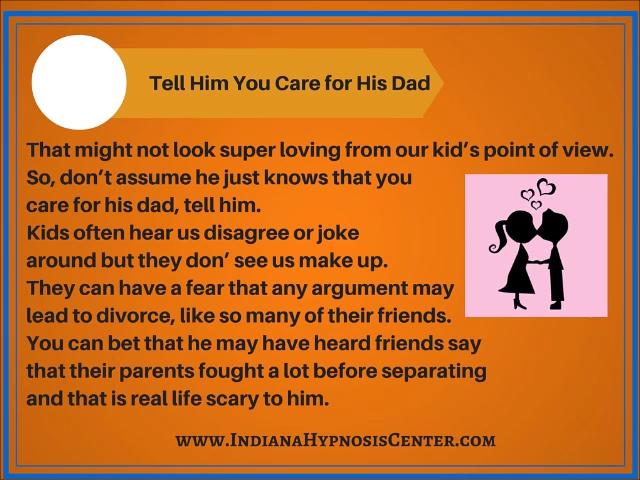 Tell Him You Care for His Dad
That might not look super loving from our kid's point of view.
So, don't assume he just knows that you
care for his dad, tell him.
Kids often hear us disagree or joke
around but they don' see us make up.
They can have a fear that any argument may
lead to divorce, like so many of their friends.
You can bet that he may have heard friends say
that their parents fought a lot before separating
and that is real life scary to him.
www.IndianaHypnosisCenter.com